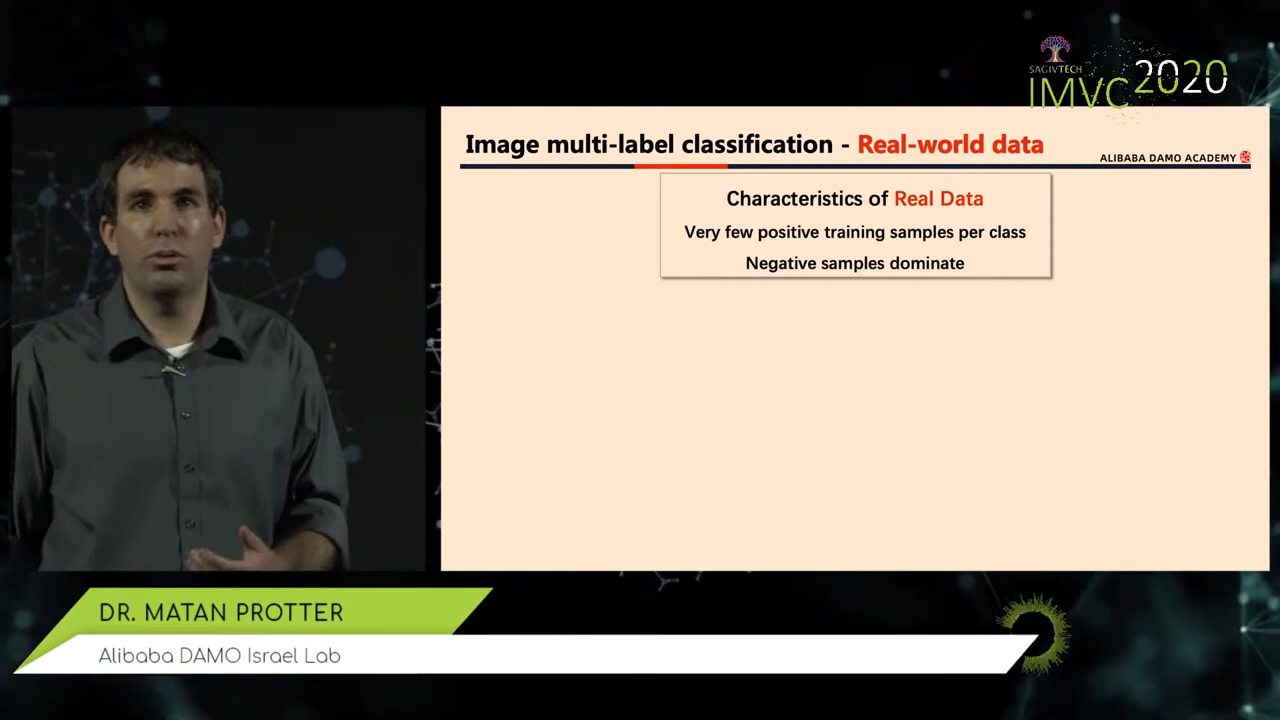 SAGIVTECH
IMVC 2020
Image multi-label classification - Real-world data
ALIBABA DAMO ACADEMY
Characteristics of Real Data
Very few positive training samples per class
Negative samples dominate
DR. MATAN PROTTER
Alibaba DAMO Israel Lab